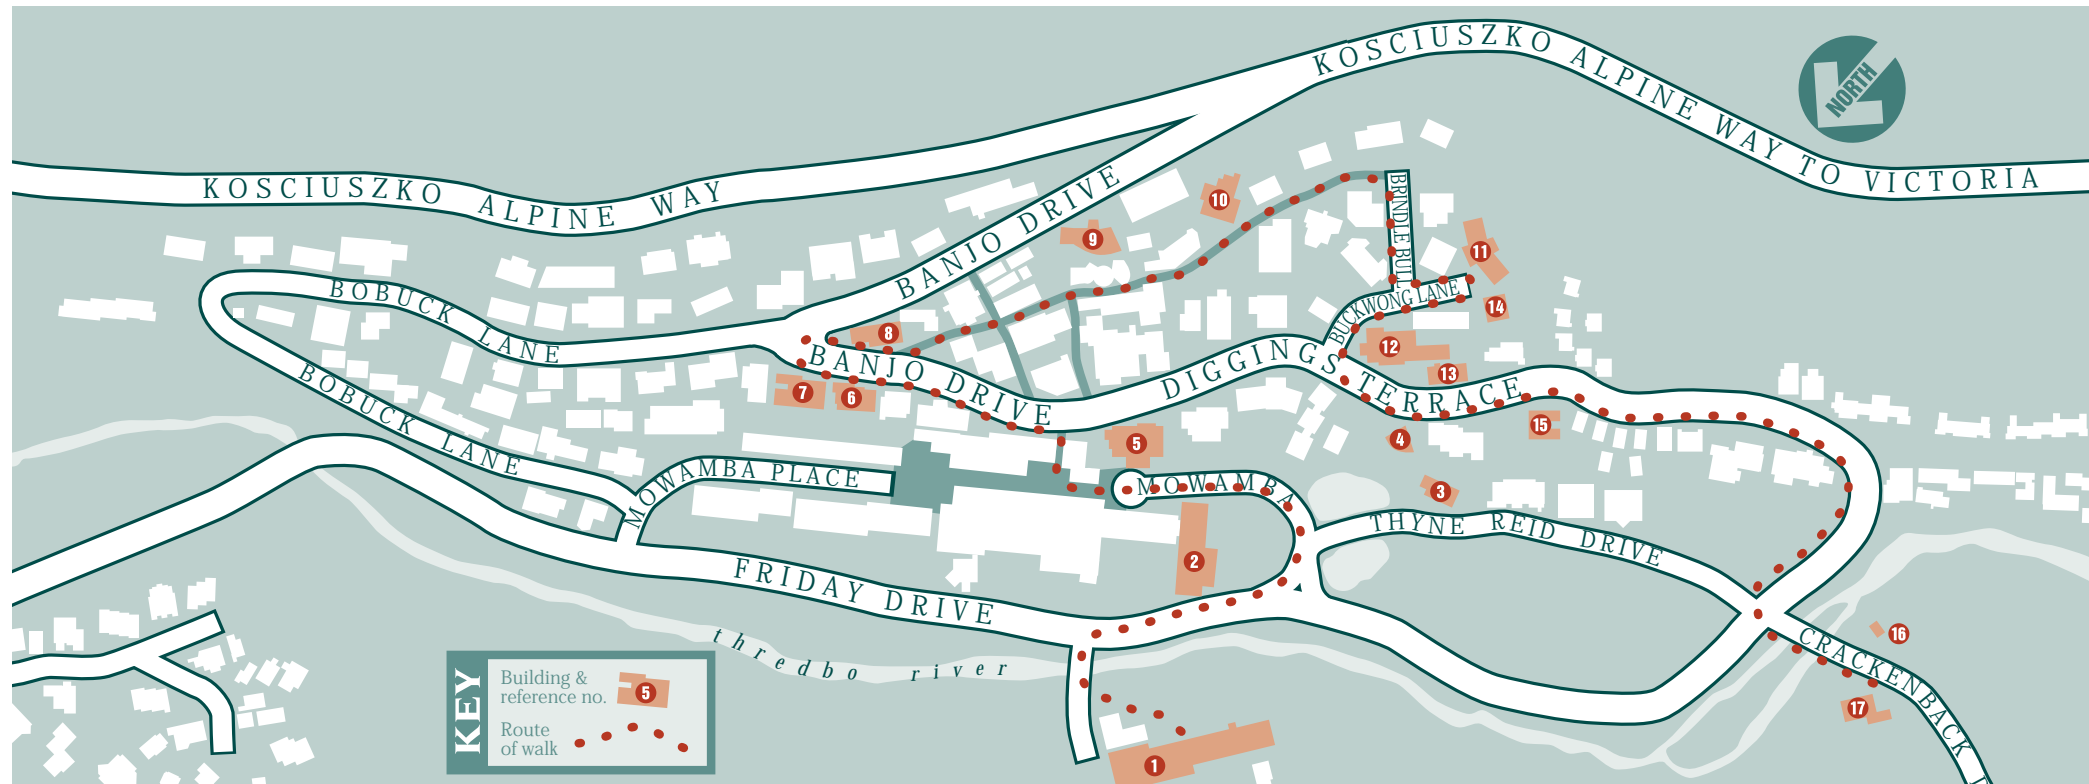 KOSCIUSZKO ALPINE WAY TO VICTORIA
NORTH
KOSCIUSZKO ALPINE WAY
BANJO DRIVE
BRINDLE BULL
10
9
11
BOBUCK LANE
BUCKWONG LANE
14
8
12
BANJO DRIVE
DIGGINGS TERRACE
13
7
6
BOBUCK LANE
15
5
4
MOWAMBA PLACE
MOWAMBA
3
THYNE REID DRIVE
2
FRIDAY DRIVE
thredbo river
16
CRACKENBACK
17
1
KEY
Building &
reference no.
5
Route
of walk